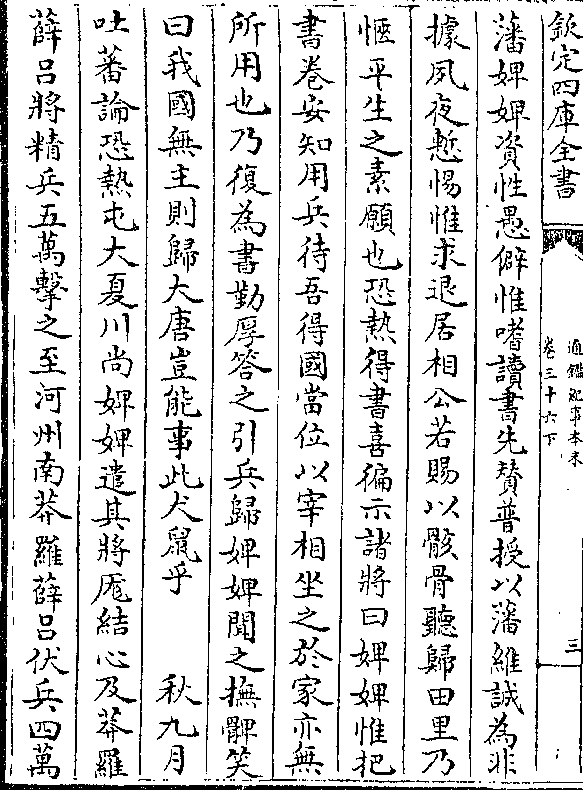 欽定四庫全書
通鑑紀事本末
卷三十六下
三
藩婢婢資性愚僻惟嗜讀書先贊普授以藩維誠為非
據夙夜慙惕惟求退居相公若賜以骸骨聽歸田里乃
愜平生之素願也恐熱得書喜徧示諸將曰婢婢惟把
書卷安知用兵待吾得國當位以宰相坐之於家亦無
所用也乃復為書勤厚答之引兵歸婢婢聞之撫髀笑
曰我國無主則歸大唐豈能事此犬鼠乎　秋九月
吐蕃論恐熱屯大夏川尚婢婢遣其將厖結心及莽羅
薛呂將精兵五萬擊之至河州南莽羅薛呂伏兵四萬